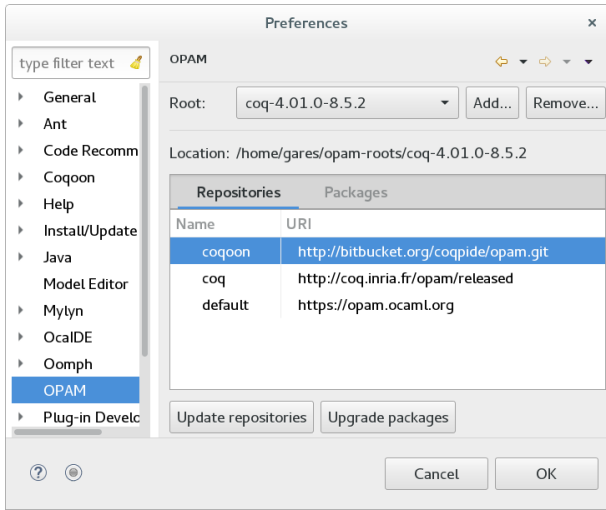 Preferences
type filter text
OPAM
General
Ant
Code Recomm
Coqoon
Help
Install/Update
Java
Model Editor
Mylyn
OcaIDE
Oomph
OPAM
Plug-in Develo
Root: coq-4.01.0-8.5.2 Add... Remove...
Location: /home/gares/opam-roots/coq-4.01.0-8.5.2
Repositories Packages
Name URI
coqoon http://bitbucket.org/coqpide/opam.git
coq http://coq.inria.fr/opam/released
default https://opam.ocaml.org
Update repositories Upgrade packages
? Cancel OK